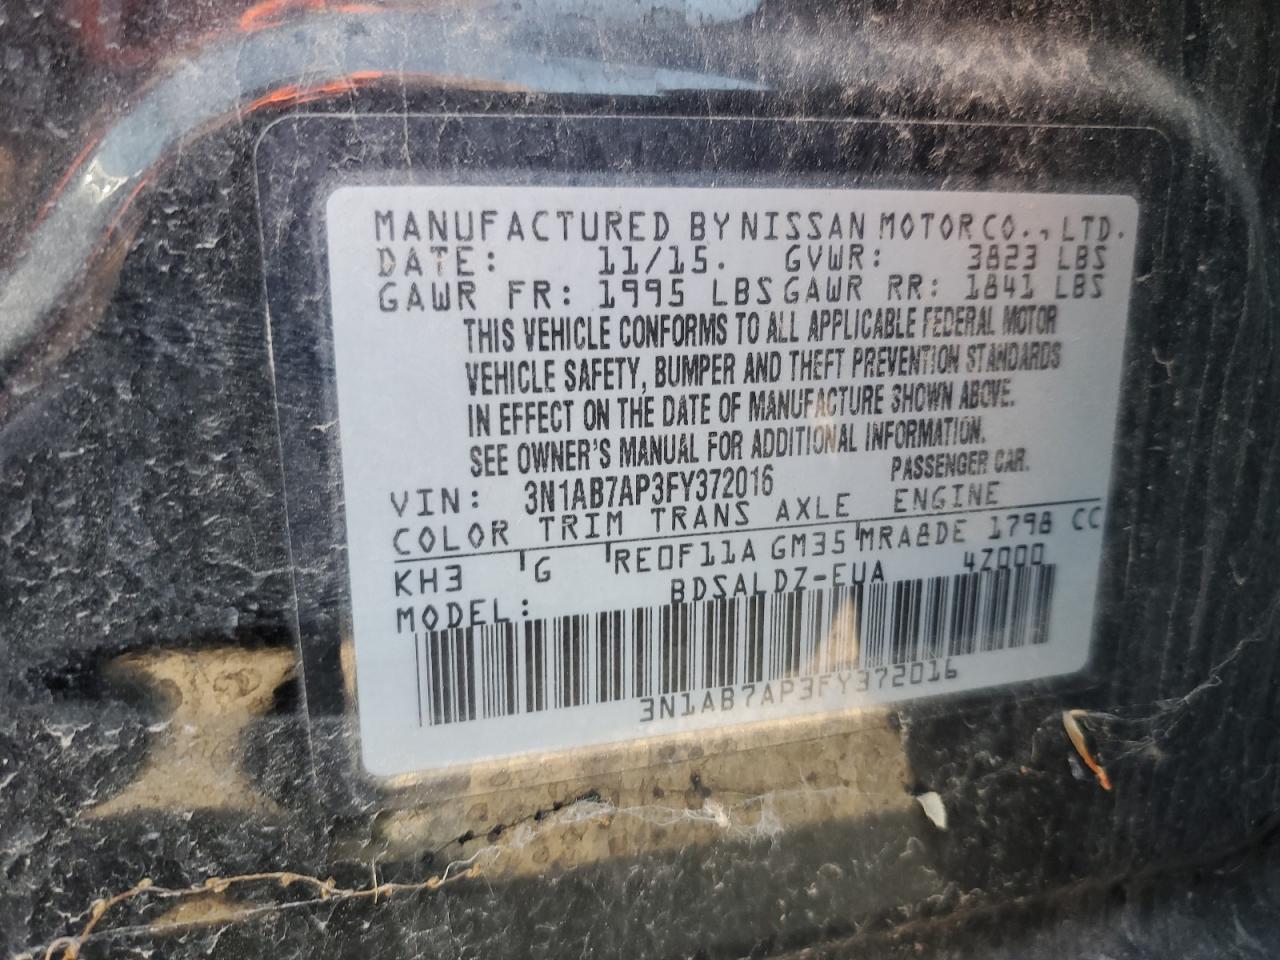 MANUFACTURED BY NISSAN MOTOR CO., LTD.
DATE: 11/15. GVWR: 3823 LBS
GAWR FR: 1995 LBS GAWR RR: 1841 LBS
THIS VEHICLE CONFORMS TO ALL APPLICABLE FEDERAL MOTOR
VEHICLE SAFETY, BUMPER AND THEFT PREVENTION STANDARDS
IN EFFECT ON THE DATE OF MANUFACTURE SHOWN ABOVE.
SEE OWNER'S MANUAL FOR ADDITIONAL INFORMATION.
VIN: 3N1AB7AP3FY372016 PASSENGER CAR.
COLOR TRIM TRANS AXLE ENGINE
KH3 G RE0F11A GM35 MRA8DE 1798 CC
MODEL: BDSALDZ-EUA 4Z000
3N1AB7AP3FY372016